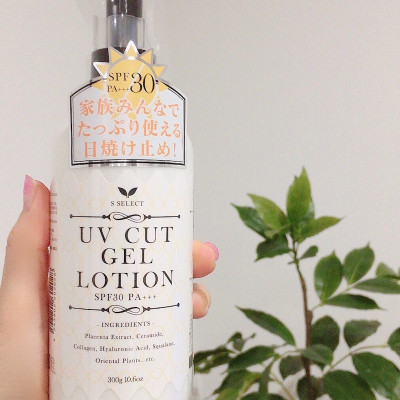 SPF
30
PA+++
家族みんなで
たっぷり使える
日焼け止め!
S SELECT
UV CUT
GEL
LOTION
SPF30 PA+++
-INGREDIENTS
Placenta Extract, Ceramide,
Collagen, Hyaluronic Acid, Squalane,
Oriental Plants...etc.
300g 10.6oz